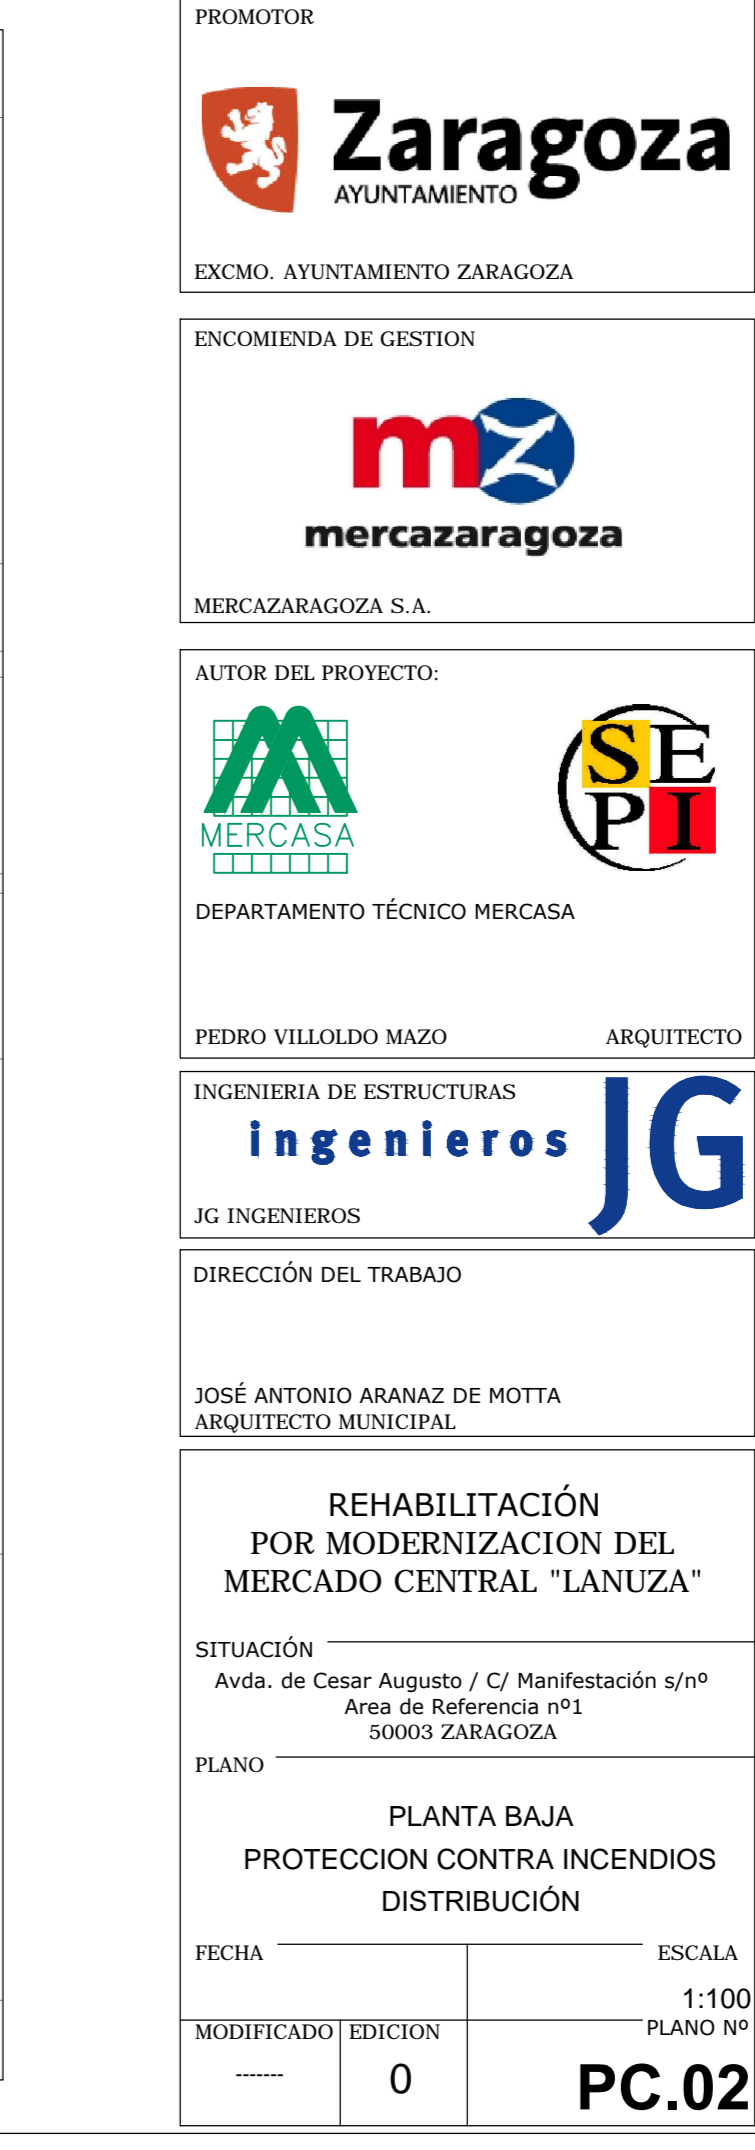 PROMOTOR
Zaragoza
AYUNTAMIENTO
EXCMO. AYUNTAMIENTO ZARAGOZA
ENCOMIENDA DE GESTION
mz
mercazaragoza
MERCAZARAGOZA S.A.
AUTOR DEL PROYECTO:
MERCASA
SE
PI
DEPARTAMENTO TÉCNICO MERCASA
PEDRO VILLOLDO MAZO ARQUITECTO
INGENIERIA DE ESTRUCTURAS
ingenieros JG
JG INGENIEROS
DIRECCIÓN DEL TRABAJO
JOSÉ ANTONIO ARANAZ DE MOTTA
ARQUITECTO MUNICIPAL
REHABILITACIÓN
POR MODERNIZACION DEL
MERCADO CENTRAL "LANUZA"
SITUACIÓN
Avda. de Cesar Augusto / C/ Manifestación s/nº
Area de Referencia nº1
50003 ZARAGOZA
PLANO
PLANTA BAJA
PROTECCION CONTRA INCENDIOS
DISTRIBUCIÓN
FECHA ESCALA
1:100
MODIFICADO EDICION PLANO Nº
------- 0 PC.02